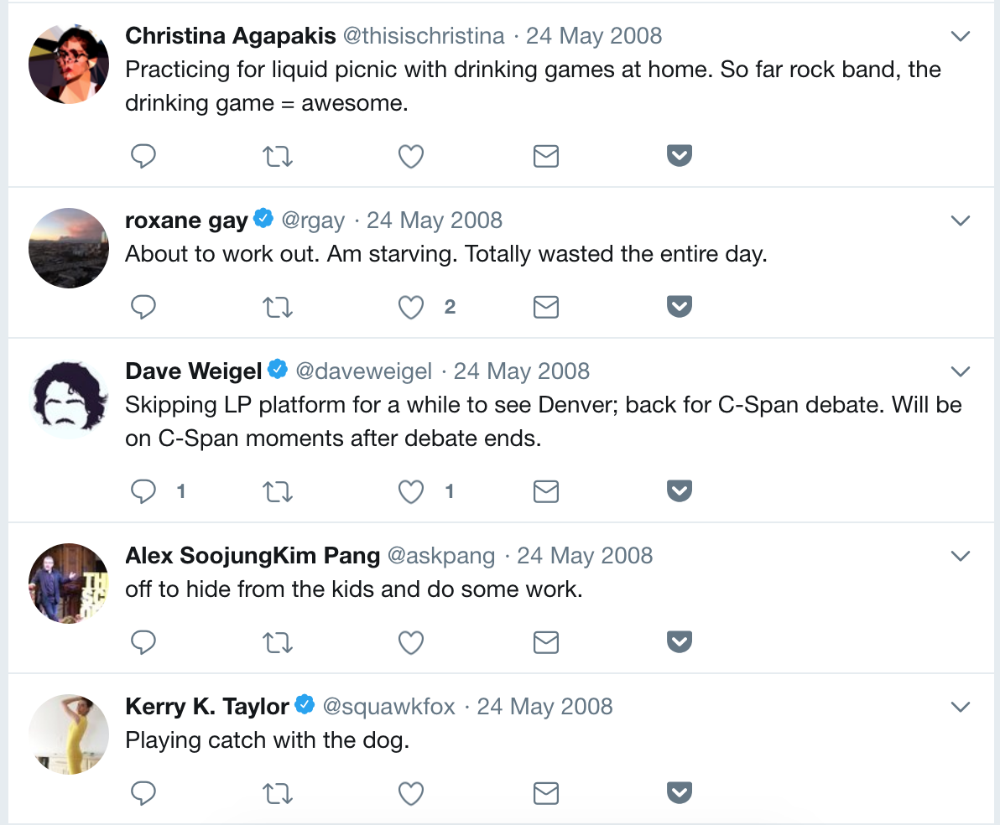 Christina Agapakis @thisischristina · 24 May 2008
Practicing for liquid picnic with drinking games at home. So far rock band, the
drinking game = awesome.
roxane gay @rgay · 24 May 2008
About to work out. Am starving. Totally wasted the entire day.
2
Dave Weigel @daveweigel · 24 May 2008
Skipping LP platform for a while to see Denver; back for C-Span debate. Will be
on C-Span moments after debate ends.
1 1
Alex SoojungKim Pang @askpang · 24 May 2008
off to hide from the kids and do some work.
Kerry K. Taylor @squawkfox · 24 May 2008
Playing catch with the dog.